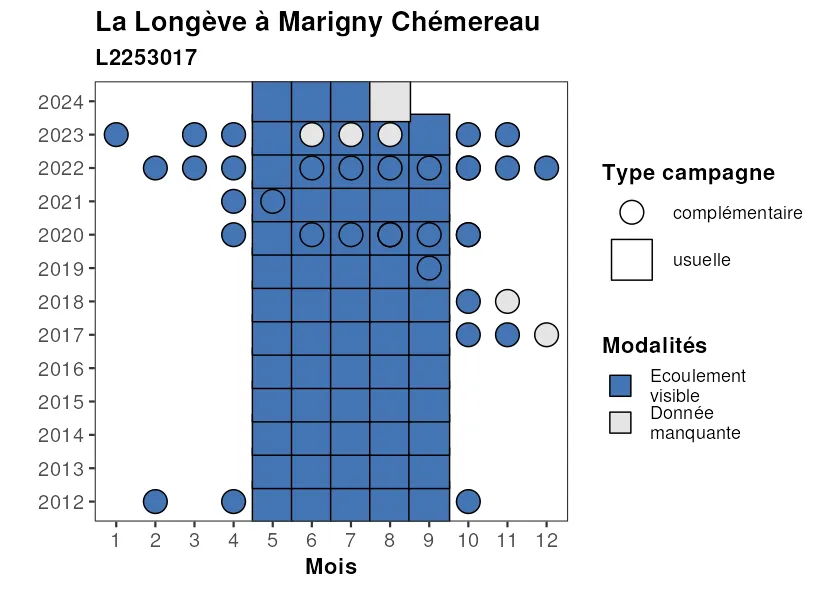 La Longève à Marigny Chémereau
L2253017
2024
2023
2022
2021
2020
2019
2018
2017
2016
2015
2014
2013
2012
1 2 3 4 5 6 7 8 9 10 11 12
Mois
Type campagne
complémentaire
usuelle
Modalités
Ecoulement
visible
Donnée
manquante